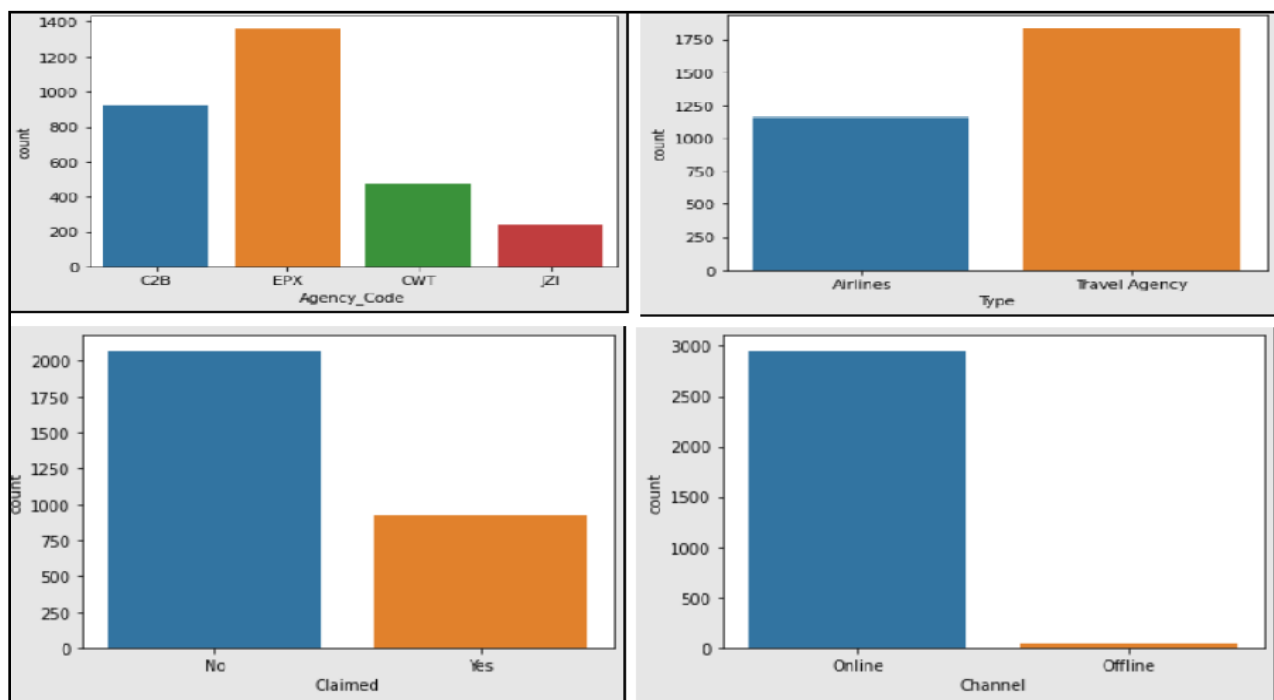 1400
1200
1000
800
600
400
200
0
count
C2B EPX CWT JZI
Agency_Code
1750
1500
1250
1000
750
500
250
0
count
Airlines Travel Agency
Type
2000
1750
1500
1250
1000
750
500
250
0
count
No Yes
Claimed
3000
2500
2000
1500
1000
500
0
count
Online Offline
Channel